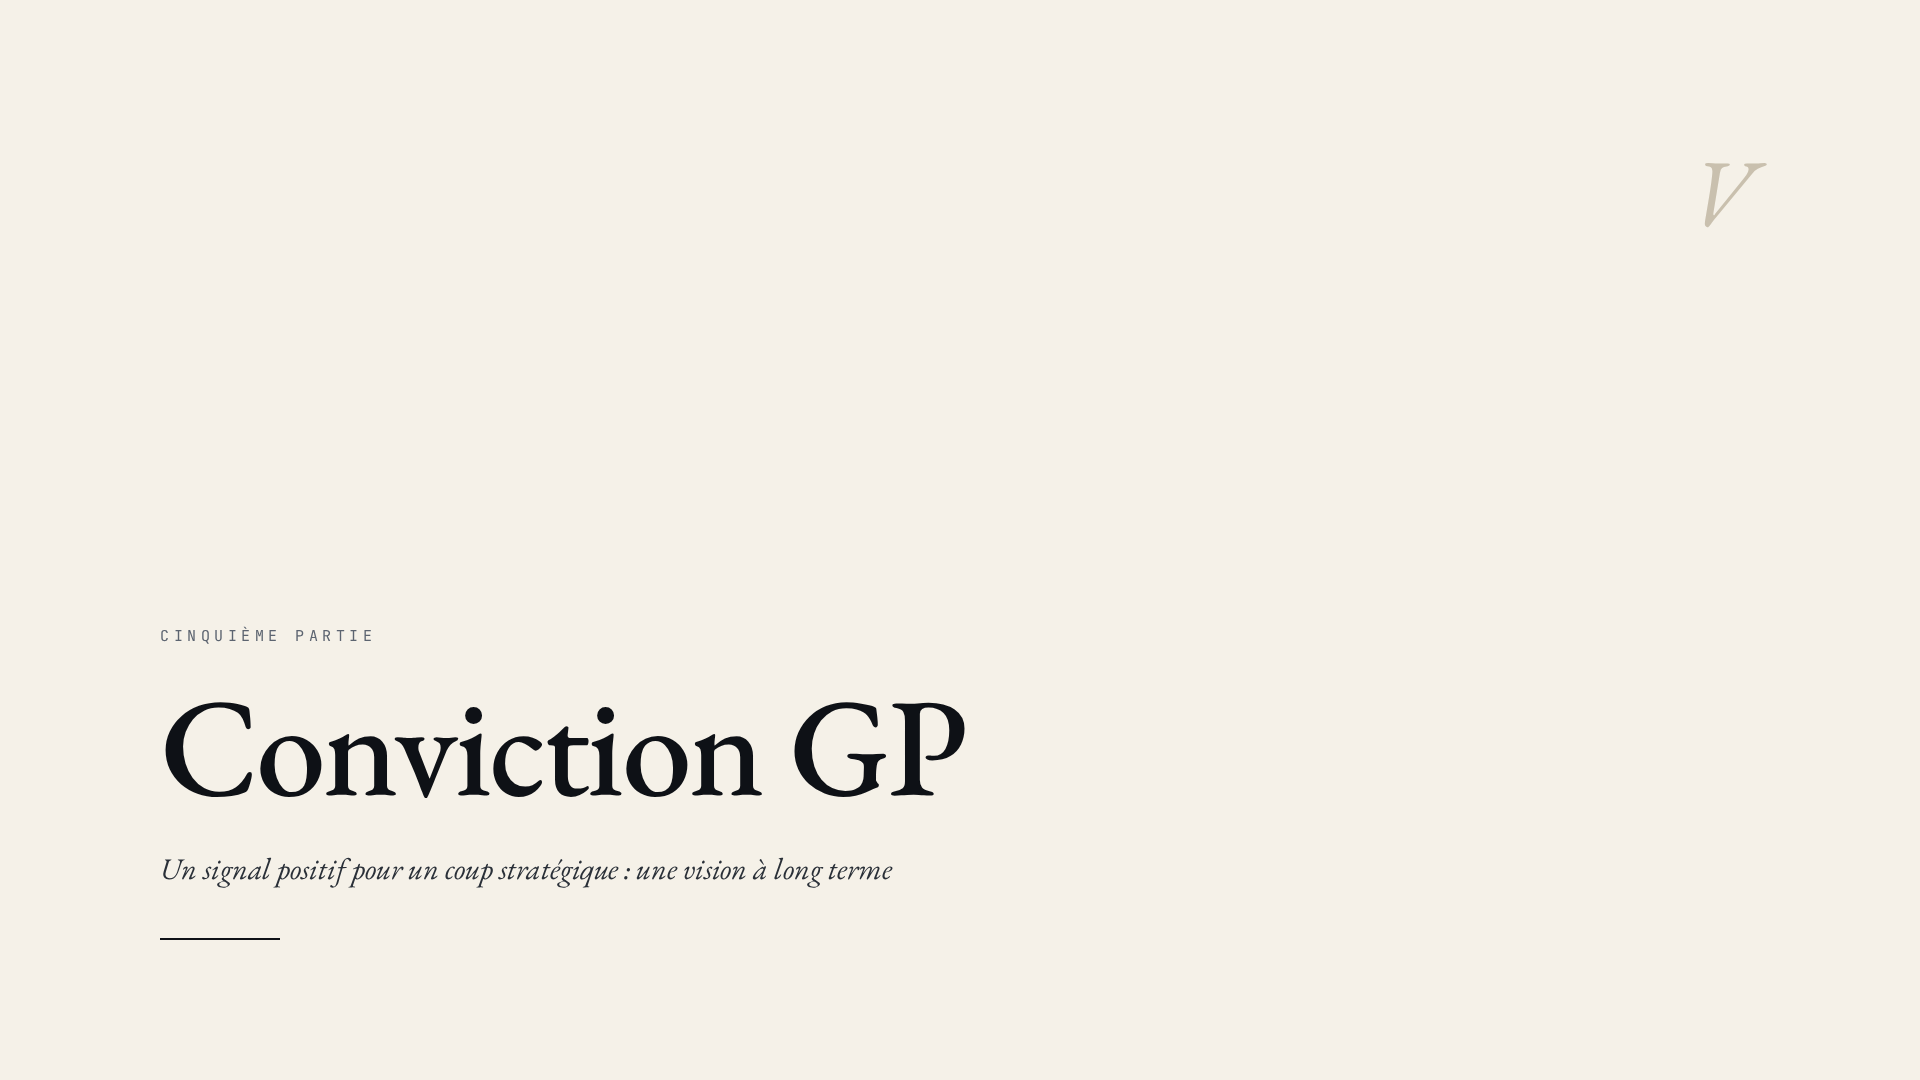 V
CINQUIÈME PARTIE
Conviction GP
Un signal positif pour un coup stratégique : une vision à long terme